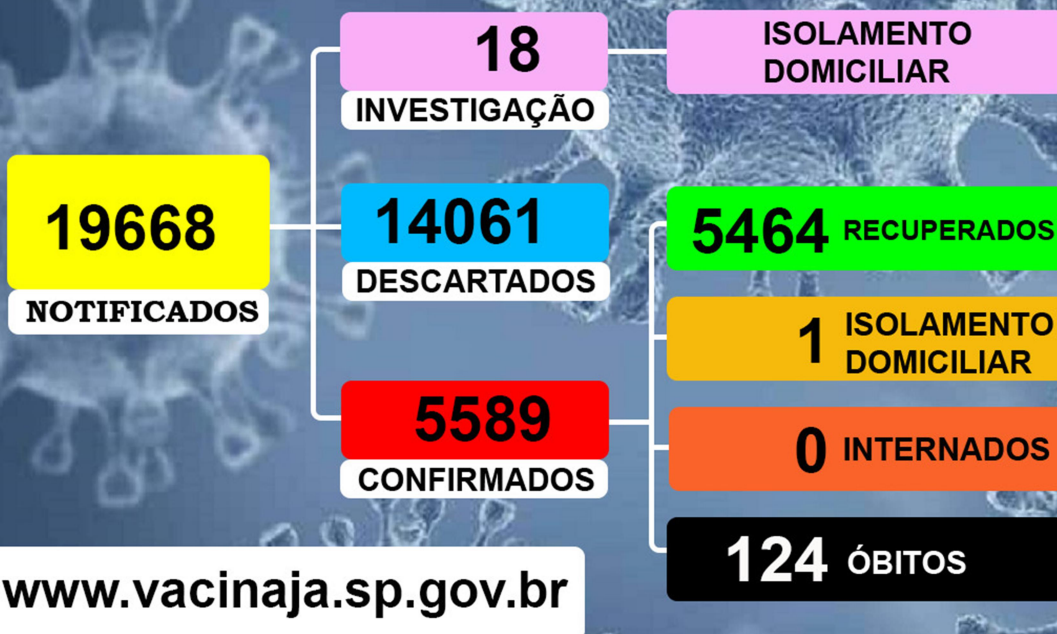 18
INVESTIGAÇÃO
ISOLAMENTO
DOMICILIAR
19668
NOTIFICADOS
14061
DESCARTADOS
5464 RECUPERADOS
1 ISOLAMENTO
DOMICILIAR
5589
CONFIRMADOS
0 INTERNADOS
124 ÓBITOS
www.vacinaja.sp.gov.br